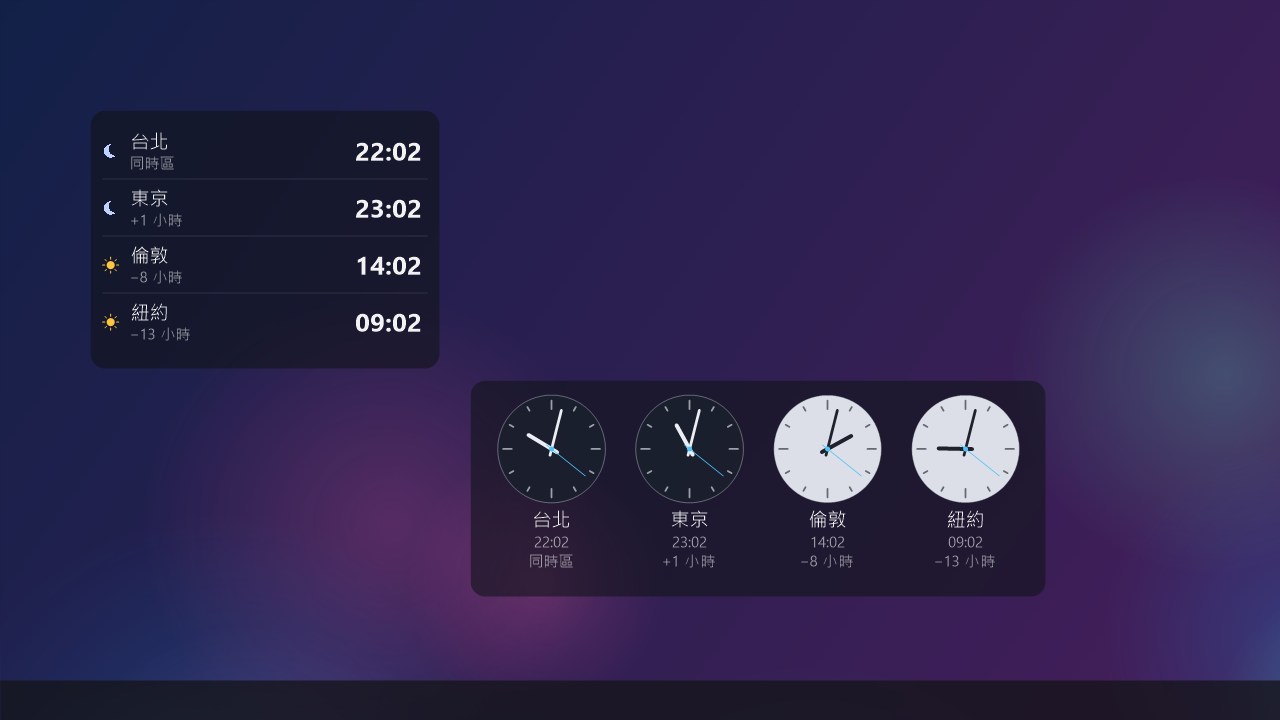 台北
同時區
22:02
東京
+1 小時
23:02
倫敦
−8 小時
14:02
紐約
−13 小時
09:02
台北
22:02
同時區
東京
23:02
+1 小時
倫敦
14:02
−8 小時
紐約
09:02
−13 小時